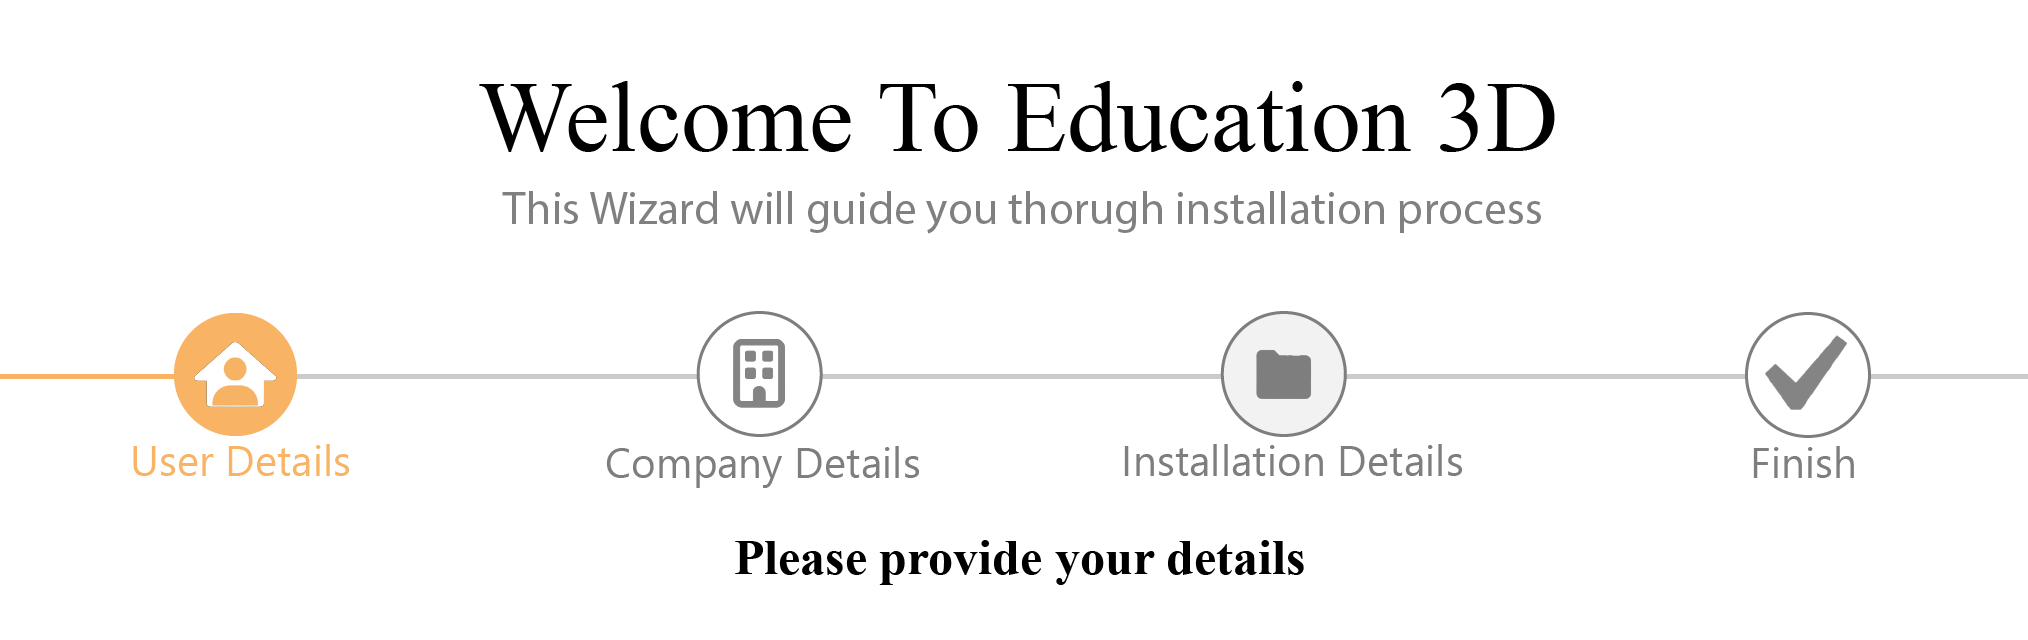 Welcome To Education 3D
This Wizard will guide you thorugh installation process
User Details
Company Details
Installation Details
Finish
Please provide your details